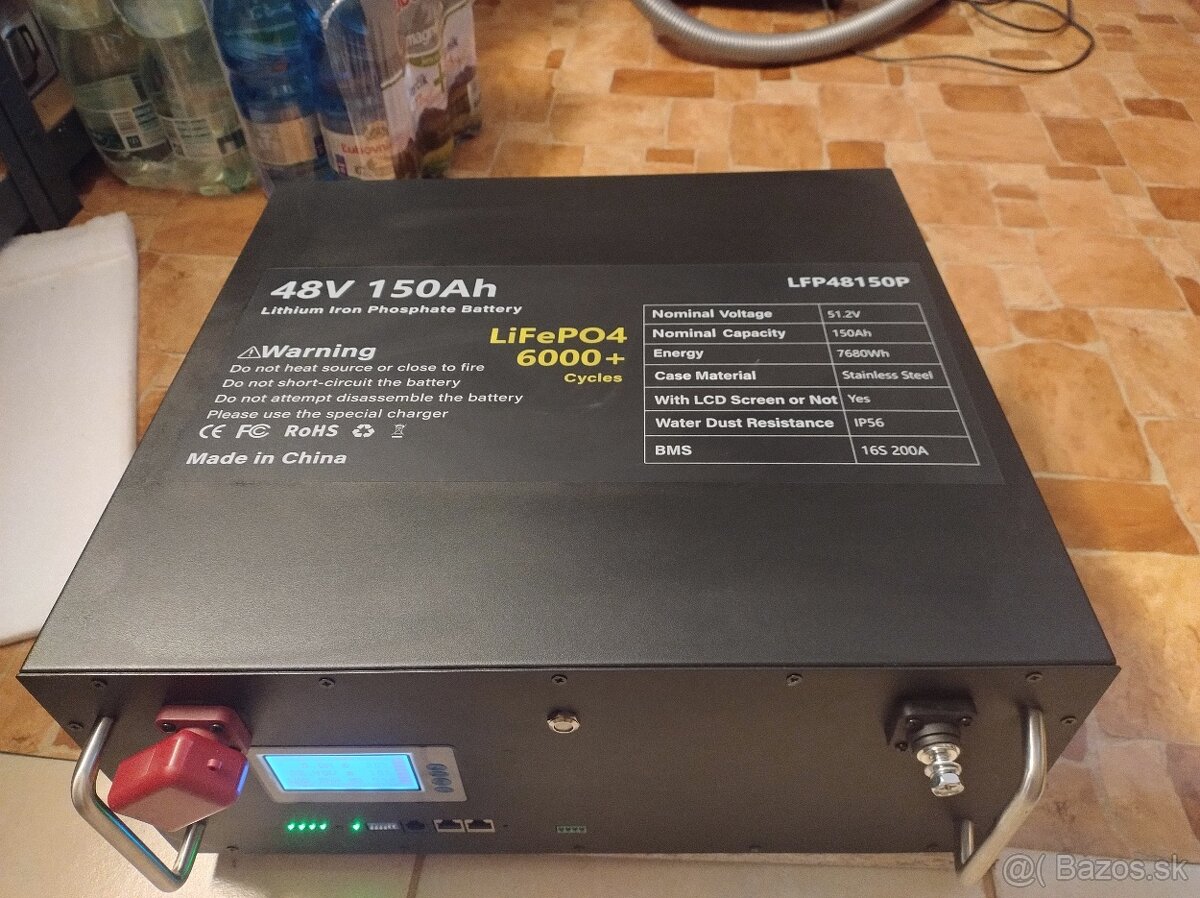 48V 150Ah
Lithium Iron Phosphate Battery
LiFePO4
6000+
Cycles
Warning
Do not heat source or close to fire
Do not short-circuit the battery
Do not attempt disassemble the battery
Please use the special charger
CE FC RoHS
Made in China
LFP48150P
Nominal Voltage 51.2V
Nominal Capacity 150Ah
Energy 7680Wh
Case Material Stainless Steel
With LCD Screen or Not Yes
Water Dust Resistance IP56
BMS 16S 200A
@( Bazos.sk